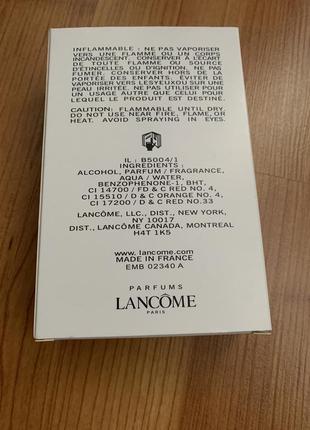 INFLAMMABLE : NE PAS VAPORISER
VERS UNE FLAMME OU UN CORPS
INCANDESCENT. CONSERVER À L'ÉCART
DE TOUTE FLAMME OU SOURCE
D'ÉTINCELLES OU D'IGNITION. NE PAS
FUMER. CONSERVER HORS DE LA
PORTÉE DES ENFANTS. ÉVITER DE
VAPORISER VERS LESYEUXOU SUR UNE
PEAU IRRITÉE. NE PAS UTILISER POUR
UN USAGE AUTRE QUE CELUI POUR
LEQUEL LE PRODUIT EST DESTINÉ.
CAUTION: FLAMMABLE UNTIL DRY.
DO NOT USE NEAR FIRE, FLAME, OR
HEAT. AVOID SPRAYING IN EYES.
IL : B5004/1
INGREDIENTS :
ALCOHOL, PARFUM / FRAGRANCE,
AQUA / WATER,
BENZOPHENONE-1, BHT,
CI 14700 / FD & C RED NO. 4,
CI 15510 / D & C ORANGE NO. 4,
CI 17200 / D & C RED NO.33
LANCÔME, LLC., DIST., NEW YORK,
NY 10017
DIST., LANCÔME CANADA, MONTREAL
H4T 1K5
www.lancome.com
MADE IN FRANCE
EMB 02340 A
PARFUMS
LANCÔME
PARIS